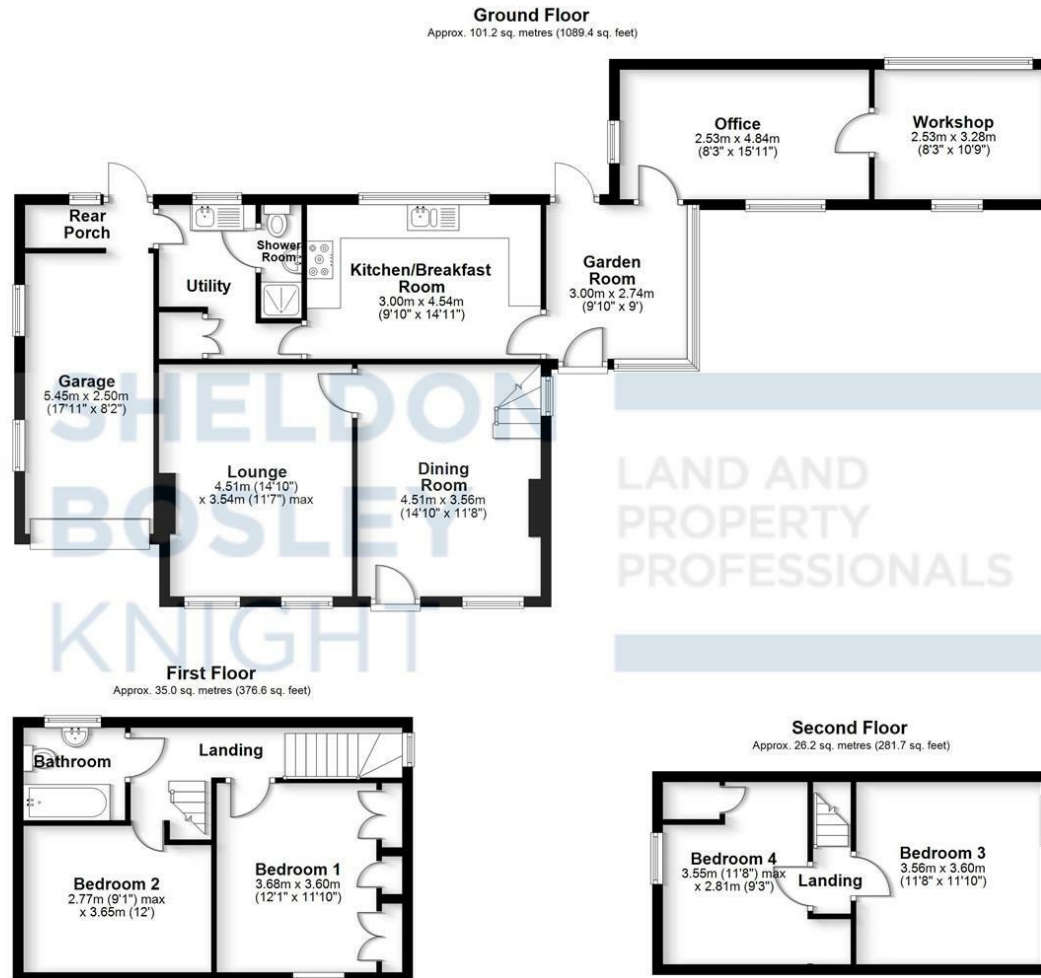 Ground Floor
Approx. 101.2 sq. metres (1089.4 sq. feet)
Office
2.53m x 4.84m
(8'3" x 15'11")
Workshop
2.53m x 3.28m
(8'3" x 10'9")
Rear
Porch
Shower
Room
Utility
Kitchen/Breakfast
Room
3.00m x 4.54m
(9'10" x 14'11")
Garden
Room
3.00m x 2.74m
(9'10" x 9')
Garage
5.45m x 2.50m
(17'11" x 8'2")
Lounge
4.51m (14'10")
x 3.54m (11'7") max
Dining
Room
4.51m x 3.56m
(14'10" x 11'8")
SHELDON
BOSLEY
KNIGHT
LAND AND
PROPERTY
PROFESSIONALS
First Floor
Approx. 35.0 sq. metres (376.6 sq. feet)
Bathroom
Landing
Bedroom 2
2.77m (9'1") max
x 3.65m (12')
Bedroom 1
3.68m x 3.60m
(12'1" x 11'10")
Second Floor
Approx. 26.2 sq. metres (281.7 sq. feet)
Bedroom 4
3.55m (11'8") max
x 2.81m (9'3")
Landing
Bedroom 3
3.56m x 3.60m
(11'8" x 11'10")